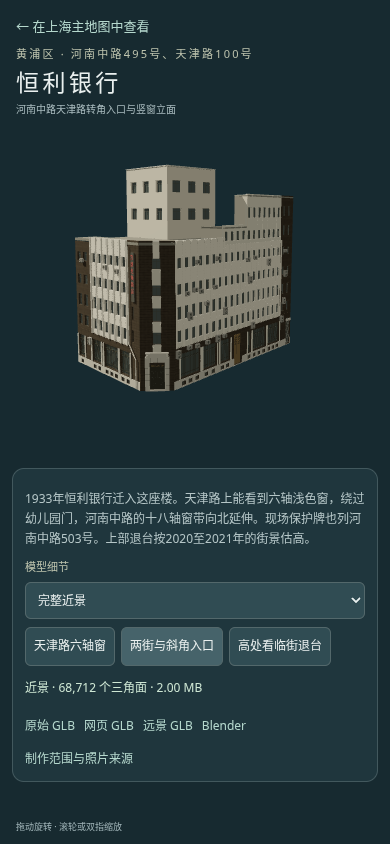 ← 在上海主地图中查看
黄浦区 · 河南中路495号、天津路100号
恒利银行
河南中路天津路转角入口与竖窗立面
1933年恒利银行迁入这座楼。天津路上能看到六轴浅色窗，绕过
幼儿园门，河南中路的十八轴窗带向北延伸。现场保护牌也列河
南中路503号。上部退台按2020至2021年的街景估高。
模型细节
完整近景
天津路六轴窗 两街与斜角入口 高处看临街退台
近景 · 68,712 个三角面 · 2.00 MB
原始 GLB 网页 GLB 远景 GLB Blender
制作范围与照片来源
拖动旋转 · 滚轮或双指缩放